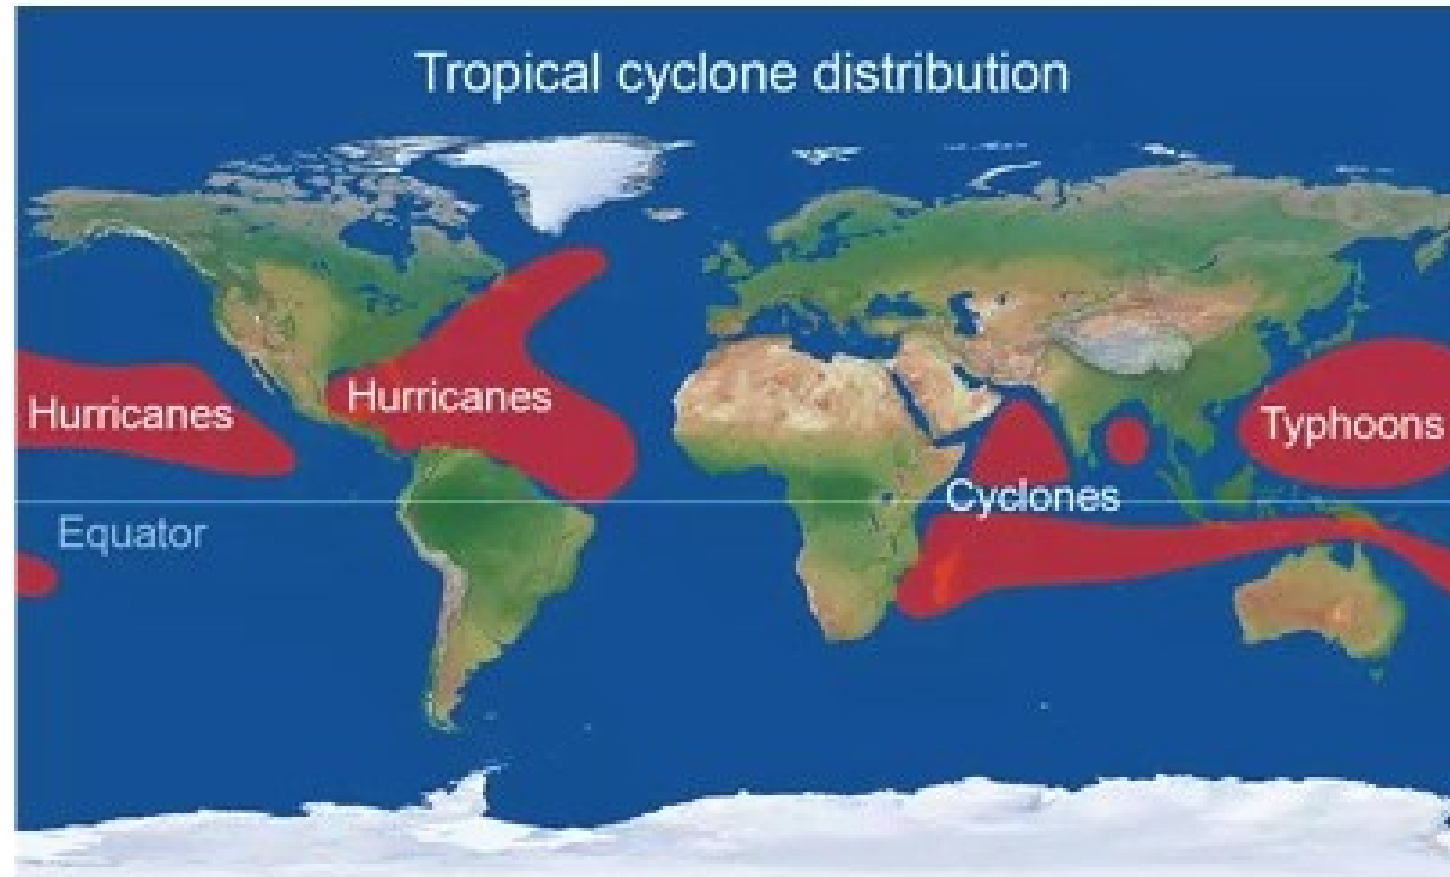 Tropical cyclone distribution
Hurricanes
Hurricanes
Typhoons
Cyclones
Equator